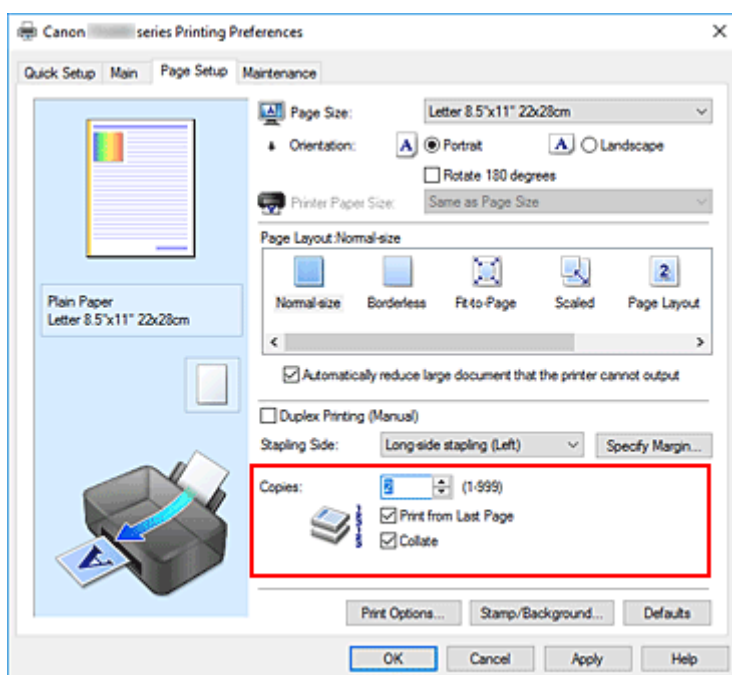 Canon series Printing Preferences
Quick Setup Main Page Setup Maintenance
Page Size: Letter 8.5"x11" 22x28cm
Orientation: A Portrait A Landscape
Rotate 180 degrees
Printer Paper Size: Same as Page Size
Page Layout:Normal-size
Normal-size Borderless Fit-to-Page Scaled Page Layout
Plain Paper
Letter 8.5"x11" 22x28cm
Automatically reduce large document that the printer cannot output
Duplex Printing (Manual)
Stapling Side: Long-side stapling (Left) Specify Margin...
Copies: 2 (1-999)
Print from Last Page
Collate
Print Options... Stamp/Background... Defaults
OK Cancel Apply Help